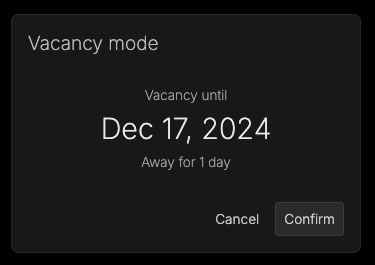 Vacancy mode
Vacancy until
Dec 17, 2024
Away for 1 day
Cancel Confirm